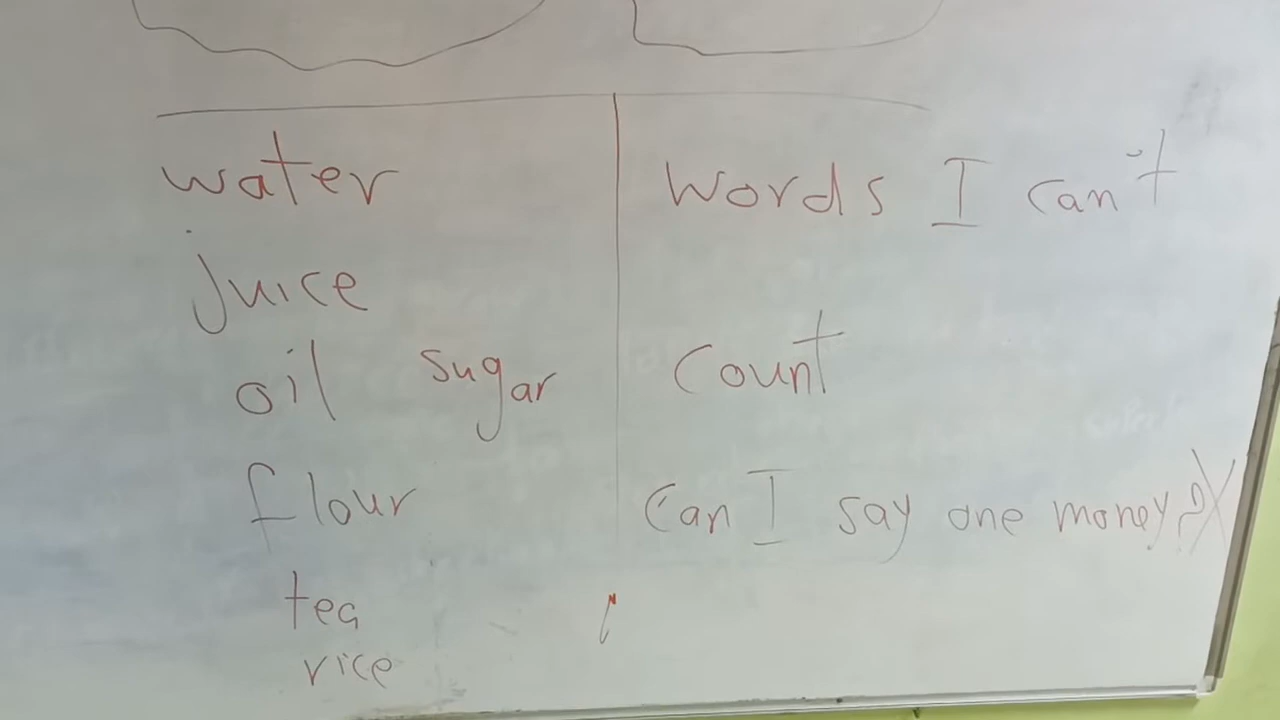 water
juice
oil sugar
flour
tea
rice
Words I can't
Count
Can I say one money? X